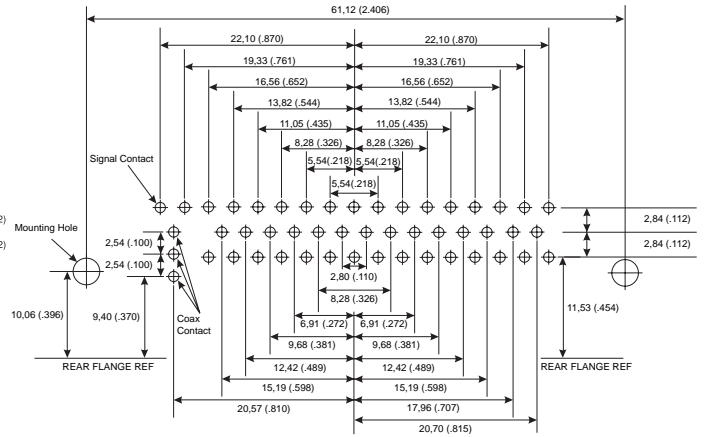 61,12 (2.406)
22,10 (.870) 22,10 (.870)
19,33 (.761) 19,33 (.761)
16,56 (.652) 16,56 (.652)
13,82 (.544) 13,82 (.544)
11,05 (.435) 11,05 (.435)
8,28 (.326) 8,28 (.326)
5,54(.218) 5,54(.218)
5,54(.218)
Signal Contact
2)
2,84 (.112)
Mounting Hole
2)
2,54 (.100)
2,84 (.112)
2,54 (.100)
2,80 (.110)
8,28 (.326)
11,53 (.454)
10,06 (.396)
9,40 (.370)
Coax
Contact
6,91 (.272) 6,91 (.272)
9,68 (.381) 9,68 (.381)
REAR FLANGE REF
12,42 (.489) 12,42 (.489)
REAR FLANGE REF
15,19 (.598) 15,19 (.598)
20,57 (.810) 17,96 (.707)
20,70 (.815)